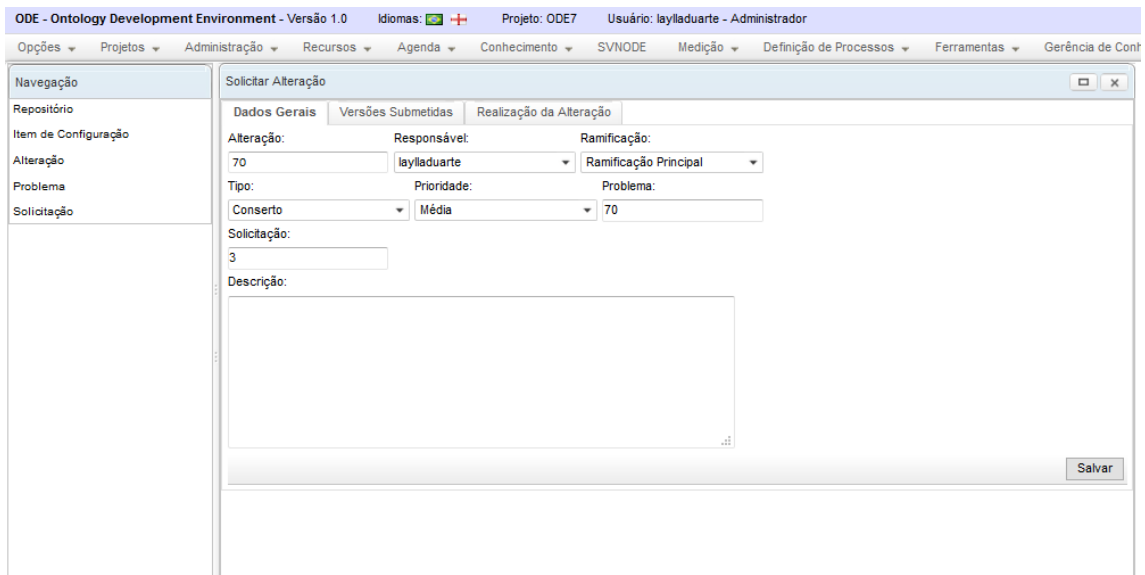 ODE - Ontology Development Environment - Versão 1.0 Idiomas: Projeto: ODE7 Usuário: laylladuarte - Administrador
Opções Projetos Administração Recursos Agenda Conhecimento SVNODE Medição Definição de Processos Ferramentas Gerência de Conh
Navegação
Repositório
Item de Configuração
Alteração
Problema
Solicitação
Solicitar Alteração
Dados Gerais Versões Submetidas Realização da Alteração
Alteração: Responsável: Ramificação:
70 laylladuarte Ramificação Principal
Tipo: Prioridade: Problema:
Conserto Média 70
Solicitação:
3
Descrição:
Salvar